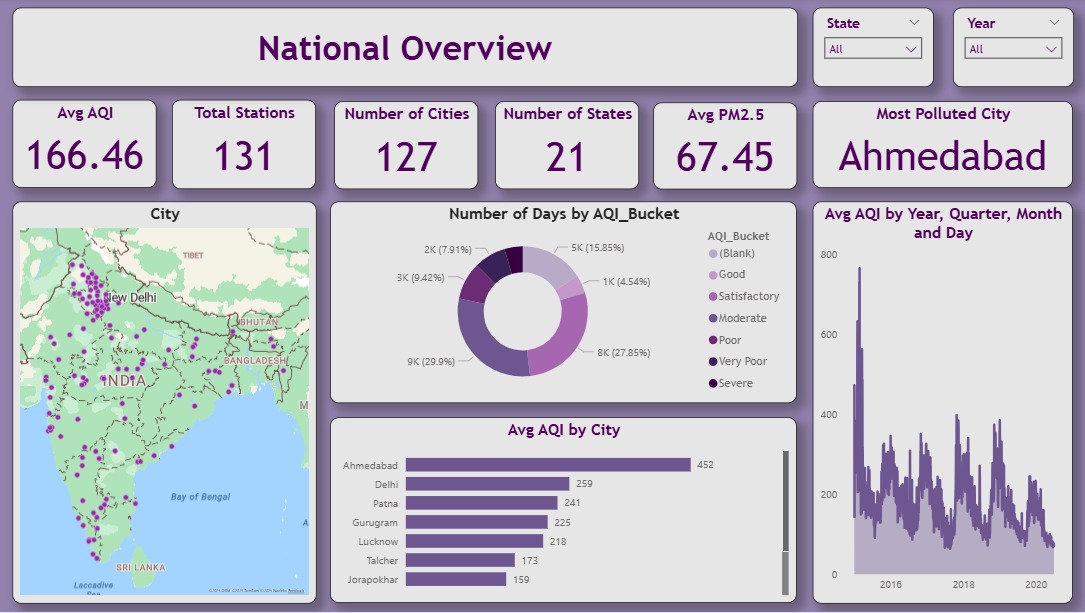 National Overview
State
All
Year
All
Avg AQI
166.46
Total Stations
131
Number of Cities
127
Number of States
21
Avg PM2.5
67.45
Most Polluted City
Ahmedabad
City
TIBET
New Delhi
BHUTAN
BANGLADESH
INDIA
M
Bay of Bengal
A
SRI LANKA
Laccadive
Sea
Number of Days by AQI_Bucket
2K (7.91%)
5K (15.85%)
3K (9.42%)
1K (4.54%)
9K (29.9%)
8K (27.85%)
AQI_Bucket
(Blank)
Good
Satisfactory
Moderate
Poor
Very Poor
Severe
Avg AQI by City
Ahmedabad 452
Delhi 259
Patna 241
Gurugram 225
Lucknow 218
Talcher 173
Jorapokhar 159
Avg AQI by Year, Quarter, Month
and Day
800
600
400
200
0
2016 2018 2020